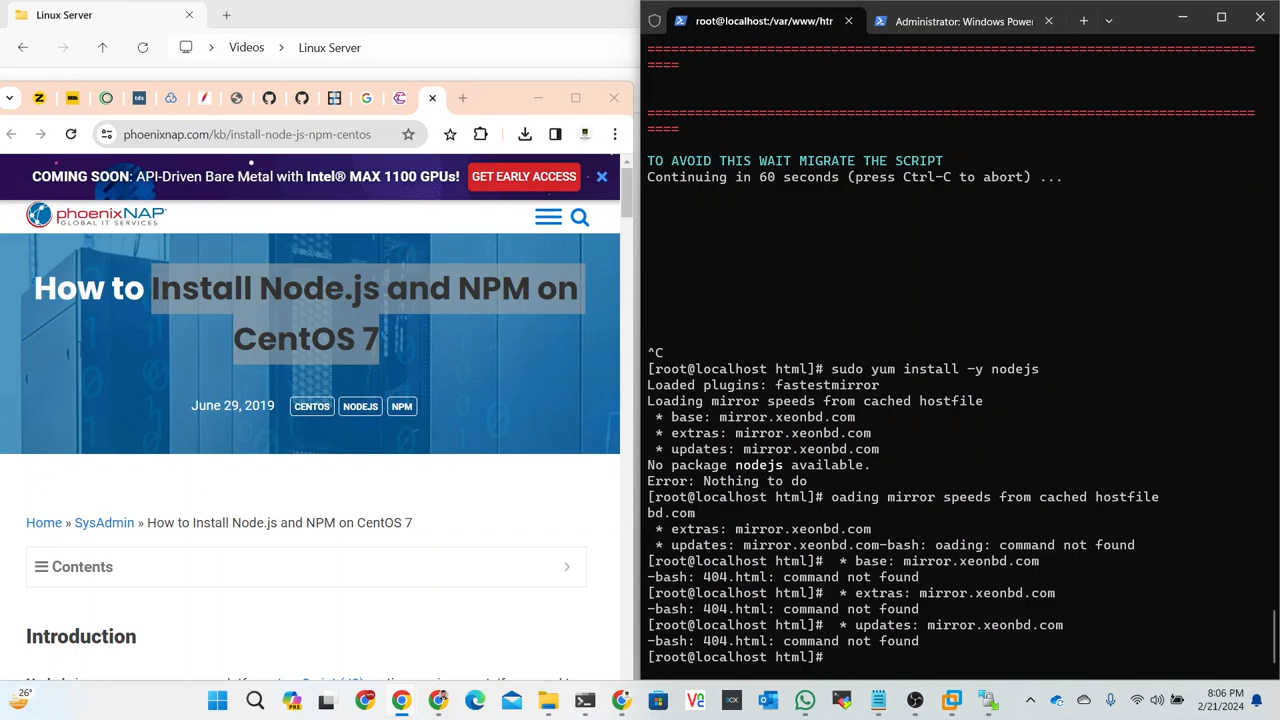 Linux Server
Videos
Linux Server
phoenixnap.com/kb/install-node-js-npm-centos
COMING SOON: API-Driven Bare Metal with Intel® MAX 1100 GPUs!
GET EARLY ACCESS
phoenixNAP
GLOBAL IT SERVICES
How to Install Node.js and NPM on
CentOS 7
June 29, 2019
CENTOS
NODEJS
NPM
Home » SysAdmin » How to Install Node.js and NPM on CentOS 7
Contents
Introduction
root@localhost:/var/www/htr
Administrator: Windows Power
============================================================================
====
============================================================================
====
TO AVOID THIS WAIT MIGRATE THE SCRIPT
Continuing in 60 seconds (press Ctrl-C to abort) ...
^C
[root@localhost html]# sudo yum install -y nodejs
Loaded plugins: fastestmirror
Loading mirror speeds from cached hostfile
 * base: mirror.xeonbd.com
 * extras: mirror.xeonbd.com
 * updates: mirror.xeonbd.com
No package nodejs available.
Error: Nothing to do
[root@localhost html]# oading mirror speeds from cached hostfile
bd.com
 * extras: mirror.xeonbd.com
 * updates: mirror.xeonbd.com-bash: oading: command not found
[root@localhost html]#  * base: mirror.xeonbd.com
-bash: 404.html: command not found
[root@localhost html]#  * extras: mirror.xeonbd.com
-bash: 404.html: command not found
[root@localhost html]#  * updates: mirror.xeonbd.com
-bash: 404.html: command not found
[root@localhost html]#
26°
8:06 PM
2/21/2024